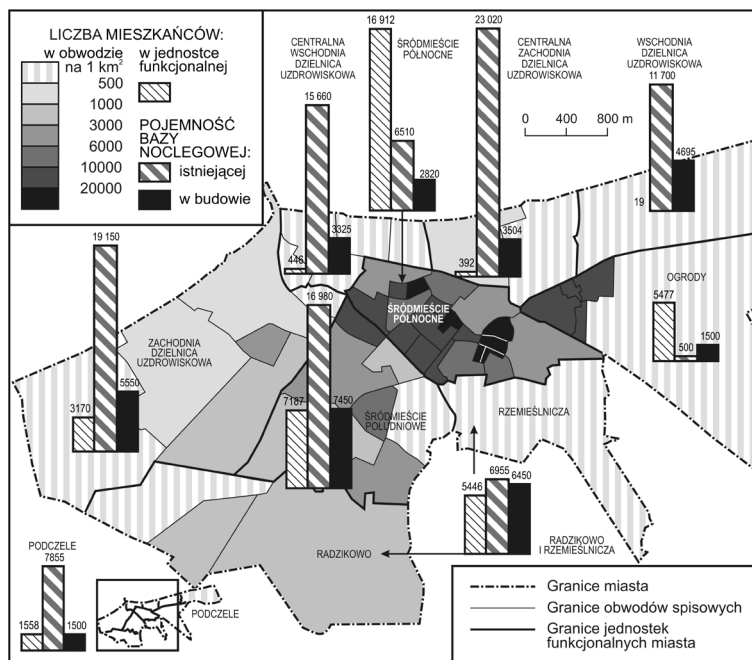 LICZBA MIESZKAŃCÓW:
w obwodzie
na 1 km²
w jednostce
funkcjonalnej
500
1000
3000
6000
10000
20000
POJEMNOŚĆ
BAZY
NOCLEGOWEJ:
istniejącej
w budowie
CENTRALNA
WSCHODNIA
DZIELNICA
UZDROWISKOWA
15 660
446
3325
16 912
ŚRÓDMIEŚCIE
PÓŁNOCNE
6510
2820
23 020
CENTRALNA
ZACHODNIA
DZIELNICA
UZDROWISKOWA
392
3504
WSCHODNIA
DZIELNICA
UZDROWISKOWA
11 700
4695
19
0 400 800 m
19 150
ZACHODNIA
DZIELNICA
UZDROWISKOWA
3170
5550
ŚRÓDMIEŚCIE
PÓŁNOCNE
16 980
7187
7450
ŚRÓDMIEŚCIE
POŁUDNIOWE
OGRODY
5477
500
1500
RZEMIEŚLNICZA
5446
6955
6450
RADZIKOWO
RADZIKOWO
I RZEMIEŚLNICZA
PODCZELE
7855
1558
1500
PODCZELE
Granice miasta
Granice obwodów spisowych
Granice jednostek
funkcjonalnych miasta